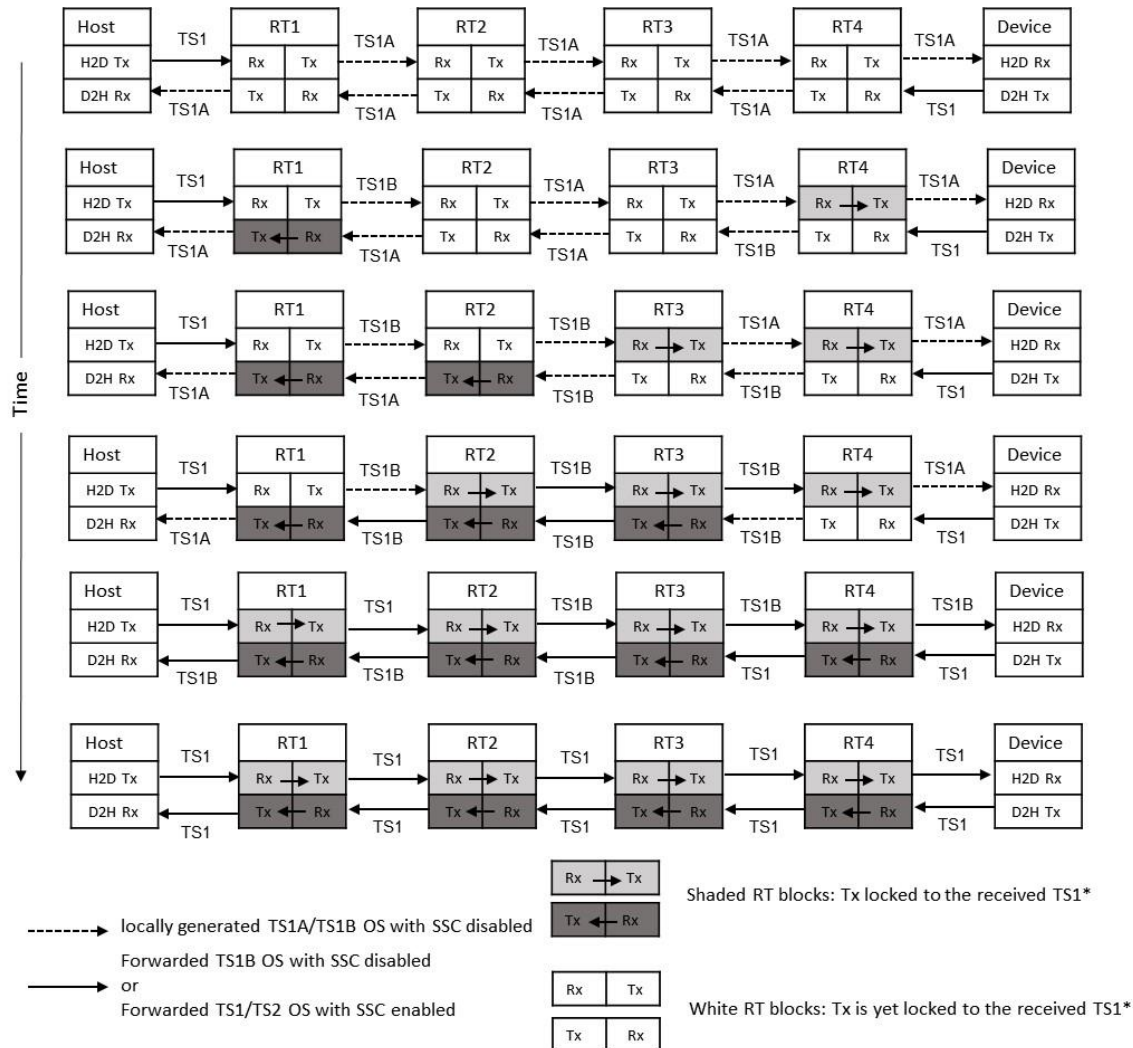 Time
Host TS1 RT1 TS1A RT2 TS1A RT3 TS1A RT4 TS1A Device
H2D Tx Rx Tx Rx Tx Rx Tx Rx Tx H2D Rx
D2H Rx Tx Rx Tx Rx Tx Rx Tx Rx D2H Tx
TS1A TS1A TS1A TS1A TS1
Host TS1 RT1 TS1B RT2 TS1A RT3 TS1A RT4 TS1A Device
H2D Tx Rx Tx Rx Tx Rx Tx Rx Tx H2D Rx
D2H Rx Tx Rx Tx Rx Tx Rx Tx Rx D2H Tx
TS1A TS1A TS1A TS1B TS1
Host TS1 RT1 TS1B RT2 TS1B RT3 TS1A RT4 TS1A Device
H2D Tx Rx Tx Rx Tx Rx Tx Rx Tx H2D Rx
D2H Rx Tx Rx Tx Rx Tx Rx Tx Rx D2H Tx
TS1A TS1A TS1B TS1B TS1
Host TS1 RT1 TS1B RT2 TS1B RT3 TS1B RT4 TS1A Device
H2D Tx Rx Tx Rx Tx Rx Tx Rx Tx H2D Rx
D2H Rx Tx Rx Tx Rx Tx Rx Tx Rx D2H Tx
TS1A TS1B TS1B TS1B TS1
Host TS1 RT1 TS1 RT2 TS1B RT3 TS1B RT4 TS1B Device
H2D Tx Rx Tx Rx Tx Rx Tx Rx Tx H2D Rx
D2H Rx Tx Rx Tx Rx Tx Rx Tx Rx D2H Tx
TS1B TS1B TS1B TS1 TS1
Host TS1 RT1 TS1 RT2 TS1 RT3 TS1 RT4 TS1 Device
H2D Tx Rx Tx Rx Tx Rx Tx Rx Tx H2D Rx
D2H Rx Tx Rx Tx Rx Tx Rx Tx Rx D2H Tx
TS1 TS1 TS1 TS1 TS1
locally generated TS1A/TS1B OS with SSC disabled
Forwarded TS1B OS with SSC disabled
or
Forwarded TS1/TS2 OS with SSC enabled
Rx Tx
Tx Rx
Shaded RT blocks: Tx locked to the received TS1*
Rx Tx
Tx Rx
White RT blocks: Tx is yet locked to the received TS1*